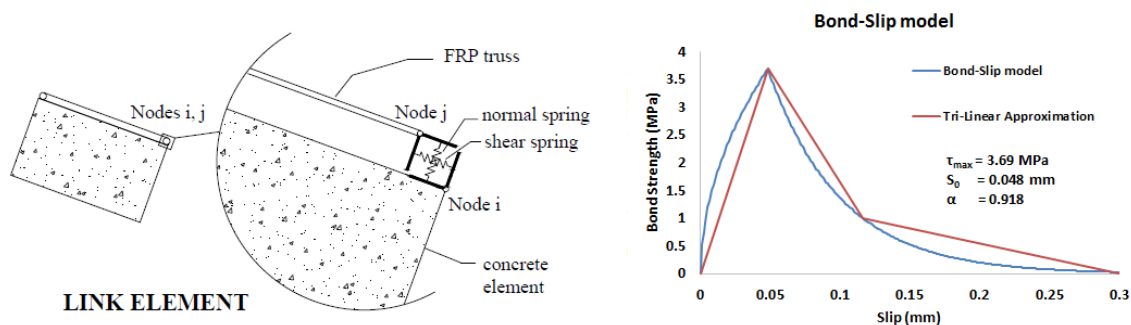 FRP truss
Nodes i, j
Node j
normal spring
shear spring
Node i
concrete
element
LINK ELEMENT
Bond-Slip model
Bond Strength (MPa)
4
3.5
3
2.5
2
1.5
1
0.5
0
Bond-Slip model
Tri-Linear Approximation
τmax = 3.69 MPa
S0 = 0.048 mm
α = 0.918
0 0.05 0.1 0.15 0.2 0.25 0.3
Slip (mm)